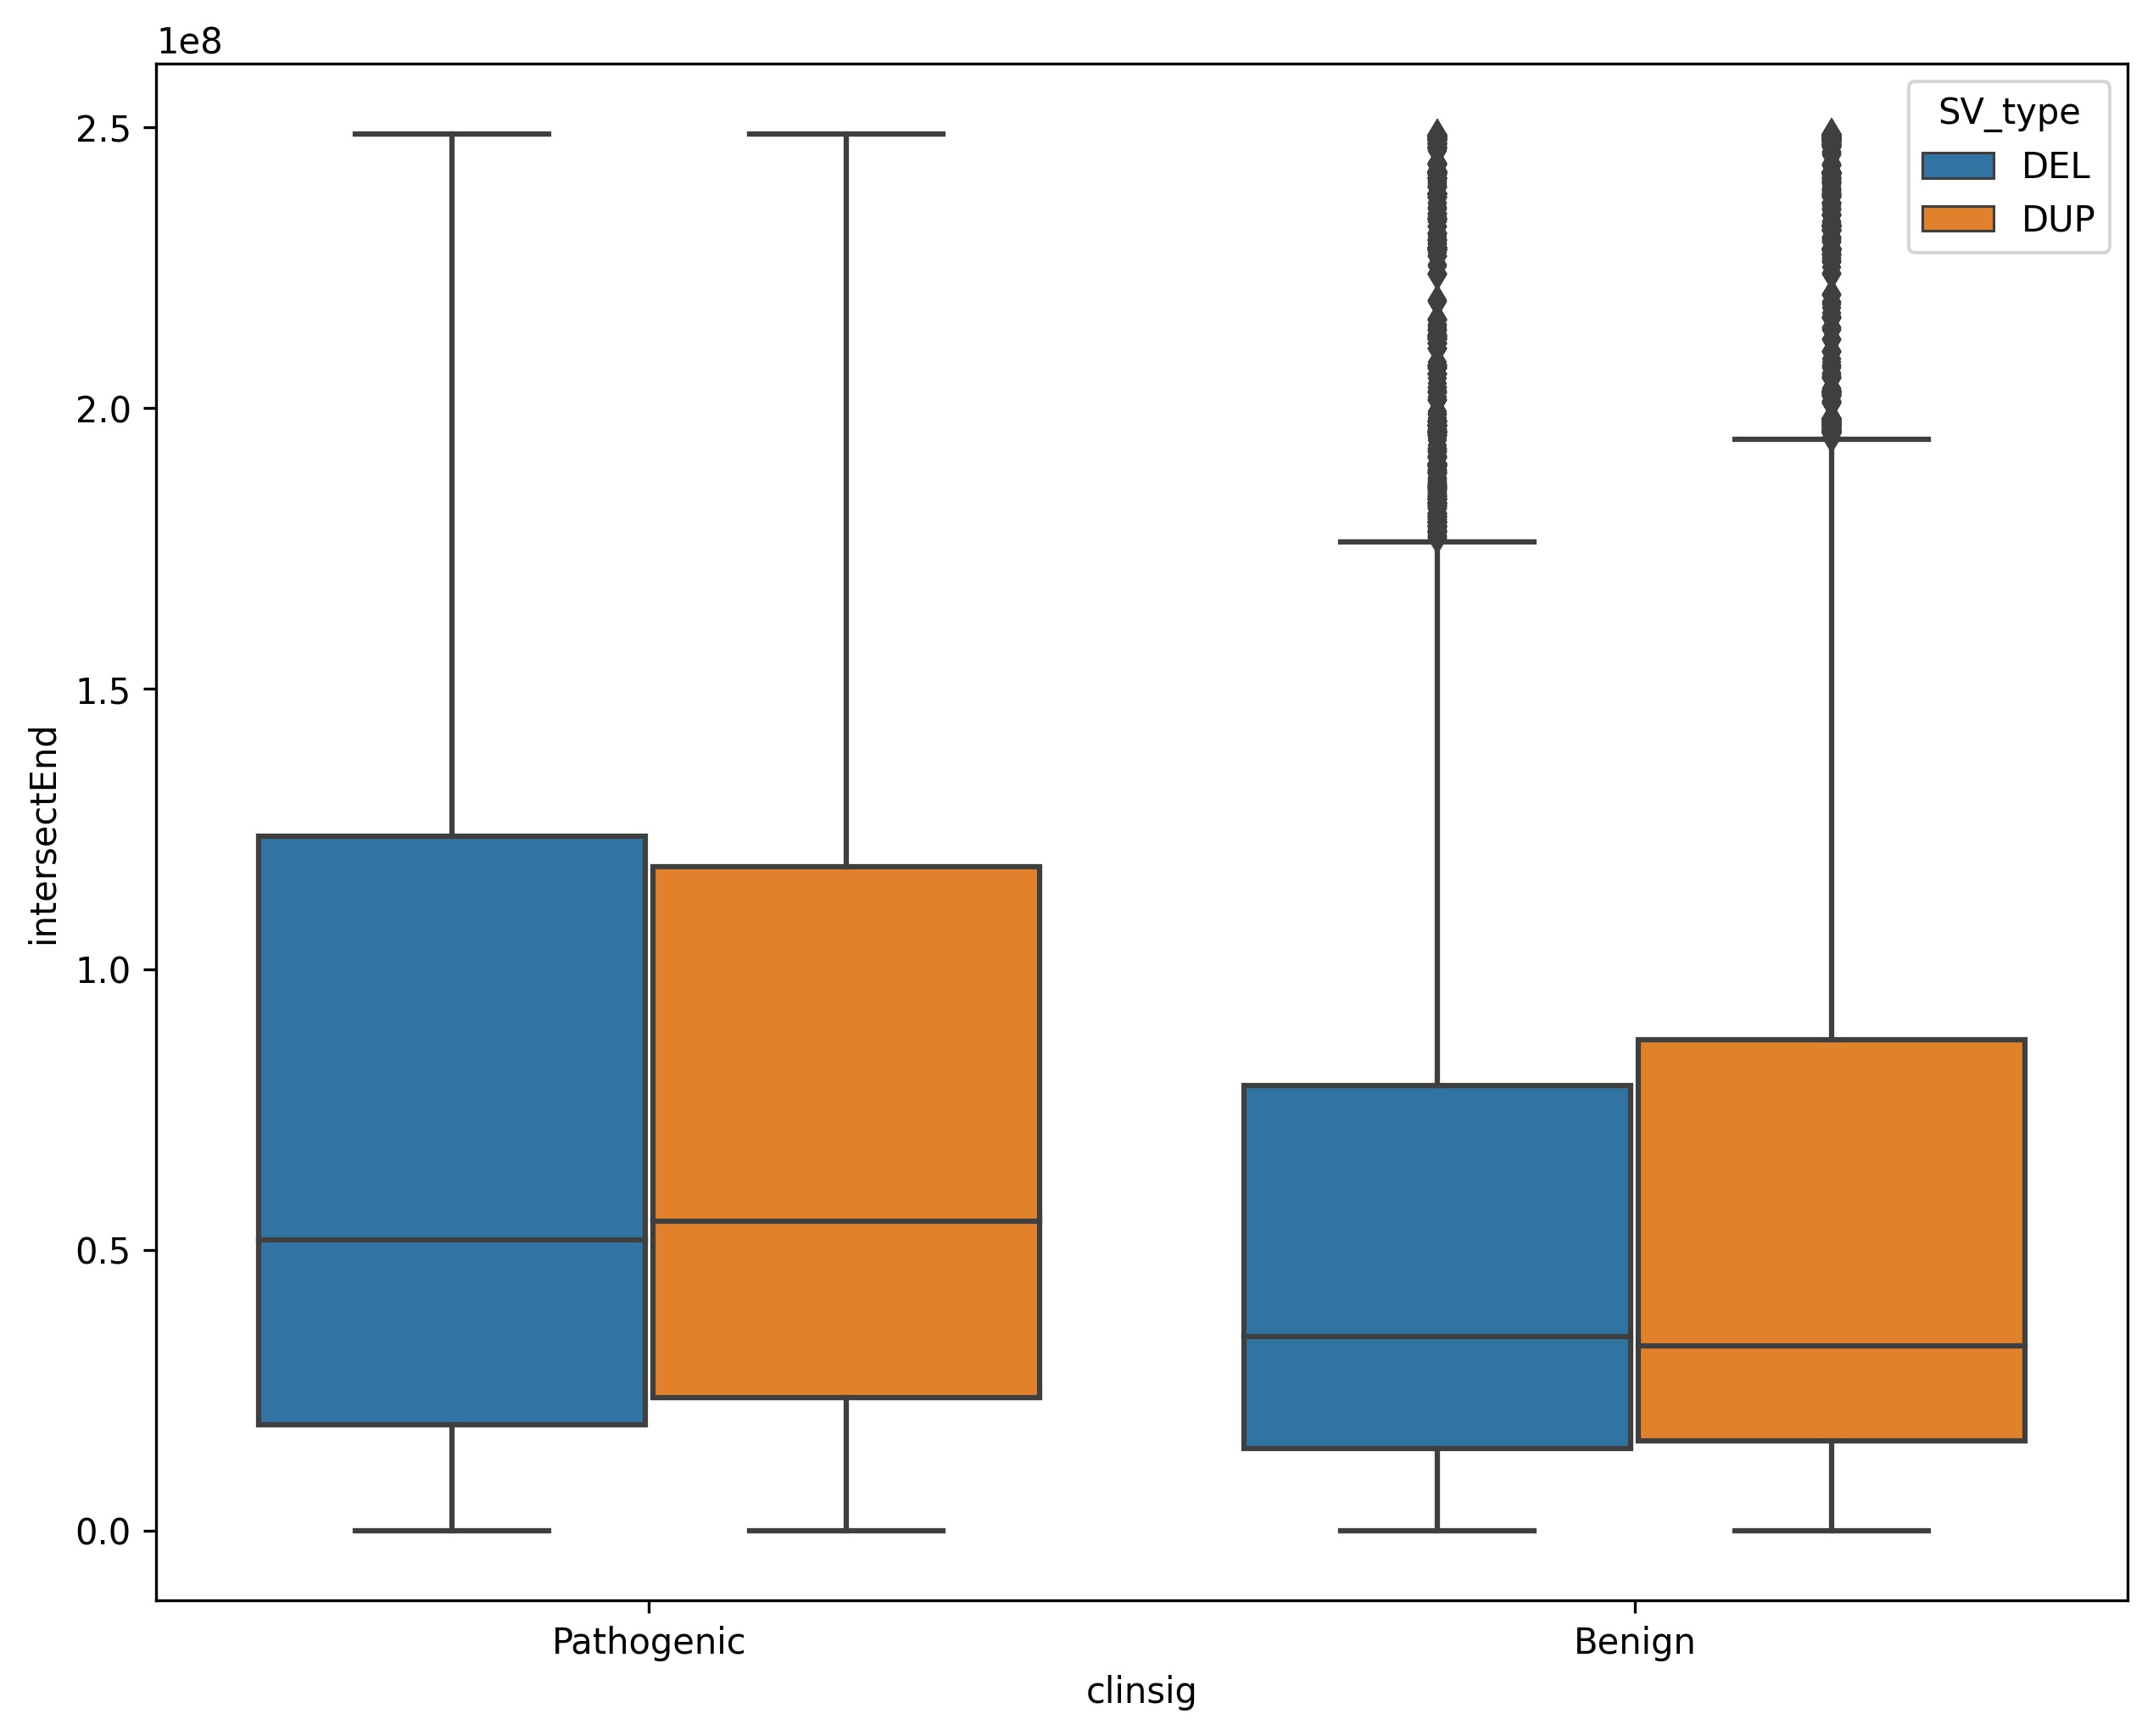 1e8
2.5
2.0
1.5
1.0
0.5
0.0
intersectEnd
Pathogenic
Benign
clinsig
SV_type
DEL
DUP